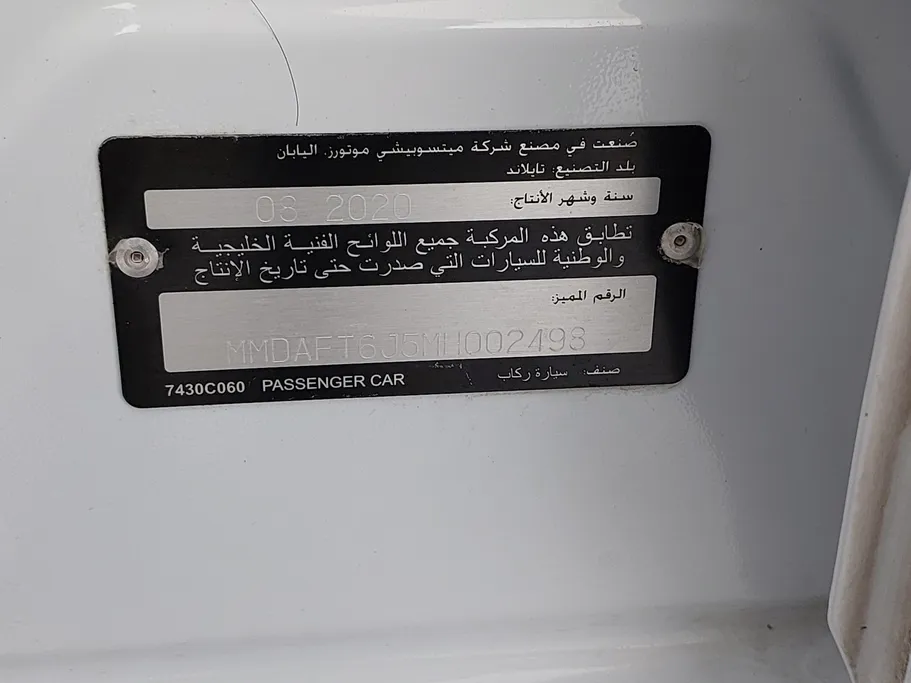 صُنعت في مصنع شركة ميتسوبيشي موتورز. اليابان
بلد التصنيع: تايلاند
سنة وشهر الأنتاج: 03 2020
تطابق هذه المركبة جميع اللوائح الفنية الخليجية
والوطنية للسيارات التي صدرت حتى تاريخ الإنتاج
الرقم المميز:
MMDAFT6J5MH002498
صنف: سيارة ركاب
7430C060 PASSENGER CAR